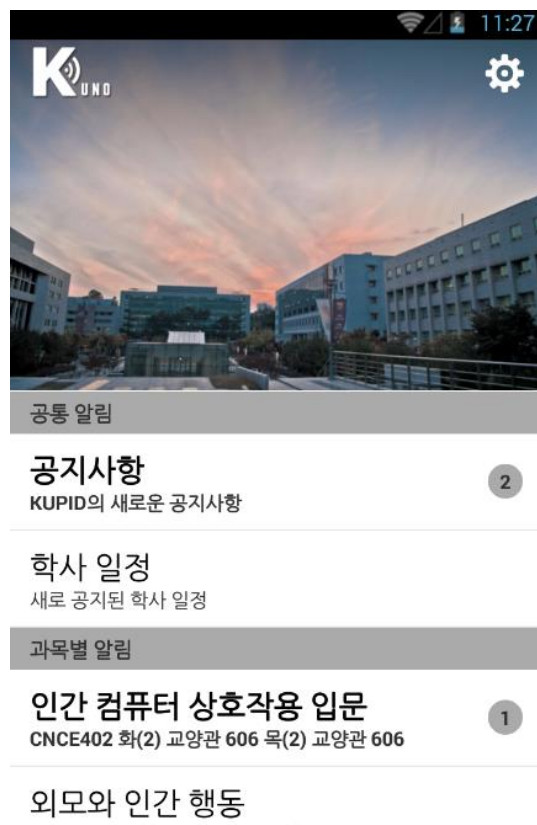 11:27
K UNO
공통 알림
공지사항
2
KUPID의 새로운 공지사항
학사 일정
새로 공지된 학사 일정
과목별 알림
인간 컴퓨터 상호작용 입문
1
CNCE402 화(2) 교양관 606 목(2) 교양관 606
외모와 인간 행동